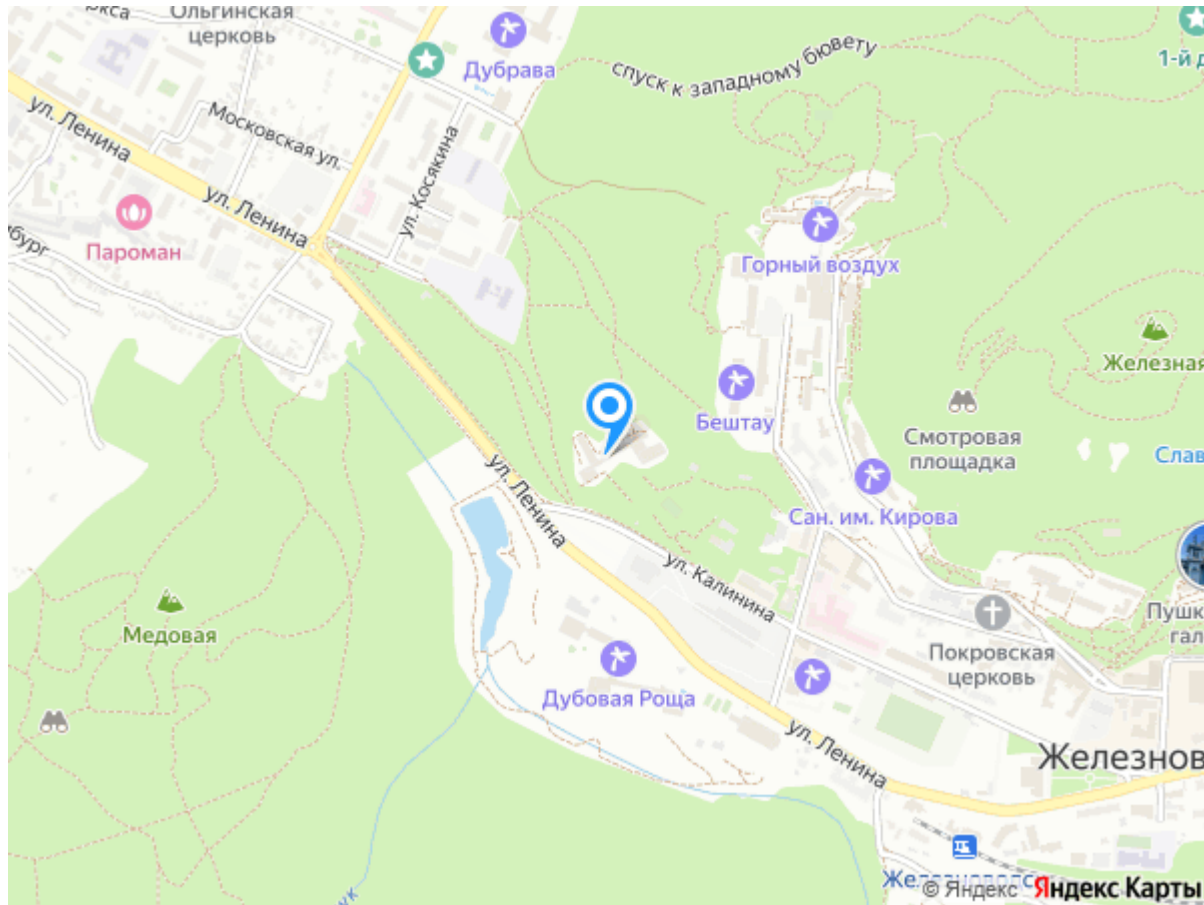 Ольгинская
церковь
Дубрава
спуск к западному бювету
1-й д
ул. Ленина
Московская ул.
ул. Косякина
ул. Ленина
Пароман
бург
Горный воздух
Железная
Бештау
Смотровая
площадка
Слав
ул. Ленина
Сан. им. Кирова
ул. Калинина
Медовая
Пушк
гал
Покровская
церковь
Дубовая Роща
ул. Ленина
Железнов
Железноводск
© Яндекс Яндекс Карты